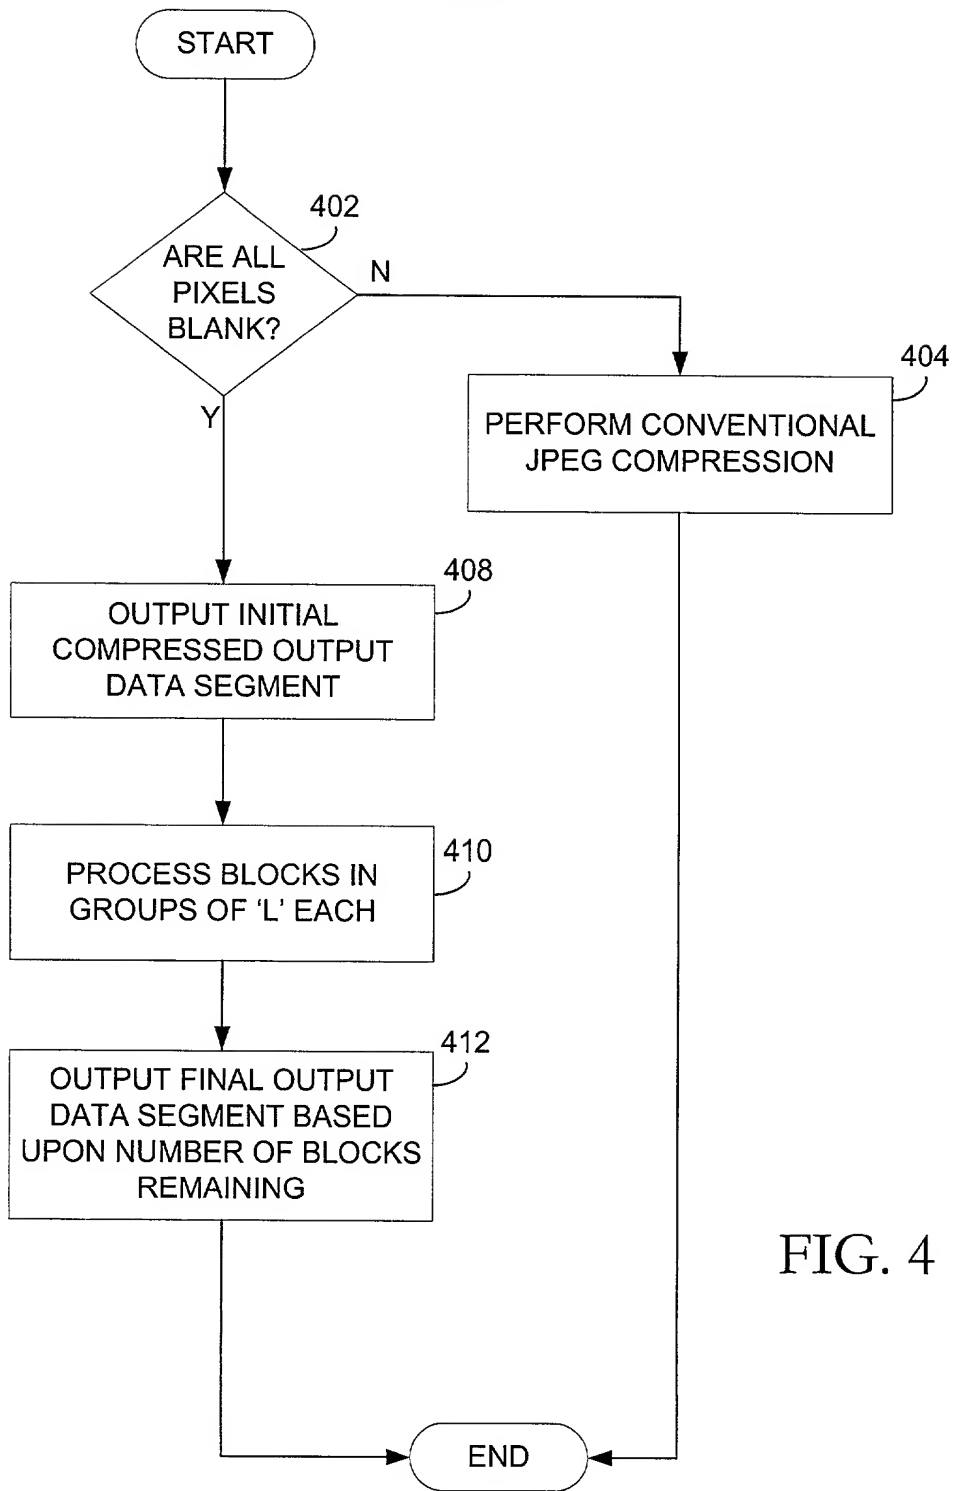 START
402
ARE ALL
PIXELS
BLANK?
N
Y
404
PERFORM CONVENTIONAL
JPEG COMPRESSION
408
OUTPUT INITIAL
COMPRESSED OUTPUT
DATA SEGMENT
410
PROCESS BLOCKS IN
GROUPS OF ‘L’ EACH
412
OUTPUT FINAL OUTPUT
DATA SEGMENT BASED
UPON NUMBER OF BLOCKS
REMAINING
FIG. 4
END